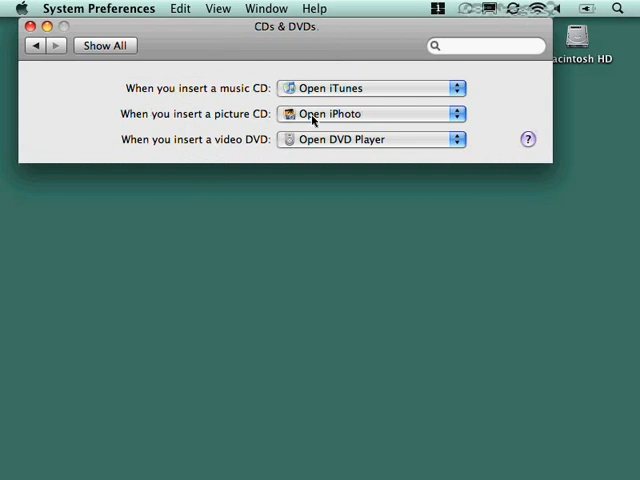 System Preferences Edit View Window Help
CDs & DVDs
Show All
acintosh HD
When you insert a music CD: Open iTunes
When you insert a picture CD: Open iPhoto
When you insert a video DVD: Open DVD Player ?